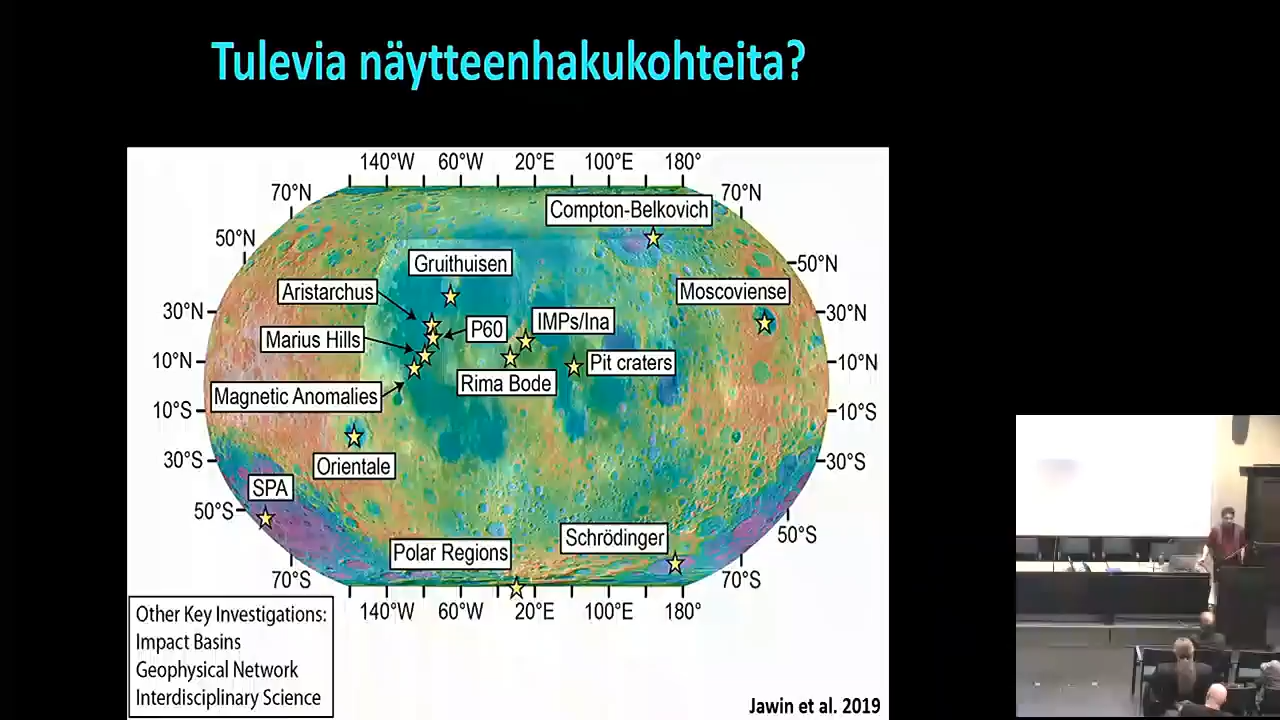 Tulevia näytteenhakukohteita?
140°W 60°W 20°E 100°E 180°
70°N 70°N
Compton-Belkovich
50°N 50°N
Gruithuisen
Aristarchus
Moscoviense
30°N 30°N
P60
IMPs/Ina
Marius Hills
10°N 10°N
Pit craters
Rima Bode
Magnetic Anomalies
10°S 10°S
Orientale
30°S 30°S
SPA
50°S 50°S
Schrödinger
Polar Regions
70°S 70°S
140°W 60°W 20°E 100°E 180°
Other Key Investigations:
Impact Basins
Geophysical Network
Interdisciplinary Science
Jawin et al. 2019